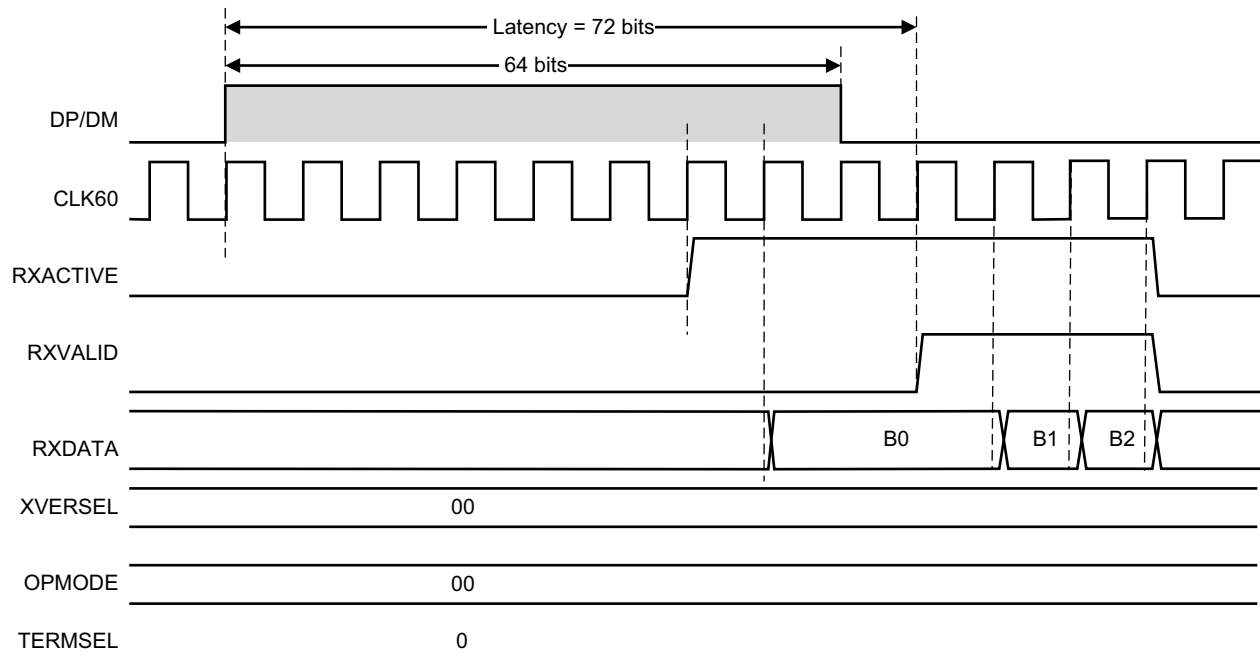 Latency = 72 bits
64 bits
DP/DM
CLK60
RXACTIVE
RXVALID
RXDATA
B0 B1 B2
XVERSEL 00
OPMODE 00
TERMSEL 0